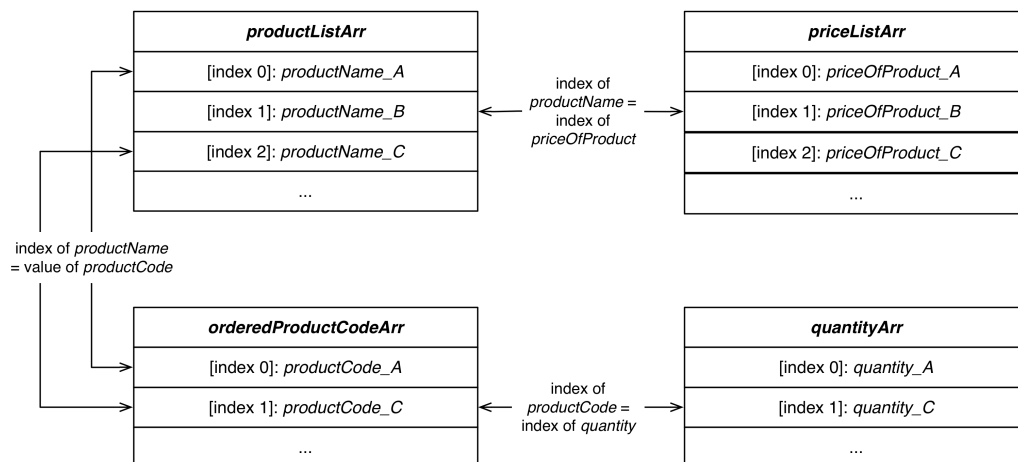 productListArr
[index 0]: productName_A
[index 1]: productName_B
[index 2]: productName_C
...
index of
productName =
index of
priceOfProduct
priceListArr
[index 0]: priceOfProduct_A
[index 1]: priceOfProduct_B
[index 2]: priceOfProduct_C
...
index of productName
= value of productCode
orderedProductCodeArr
[index 0]: productCode_A
[index 1]: productCode_C
...
index of
productCode =
index of quantity
quantityArr
[index 0]: quantity_A
[index 1]: quantity_C
...